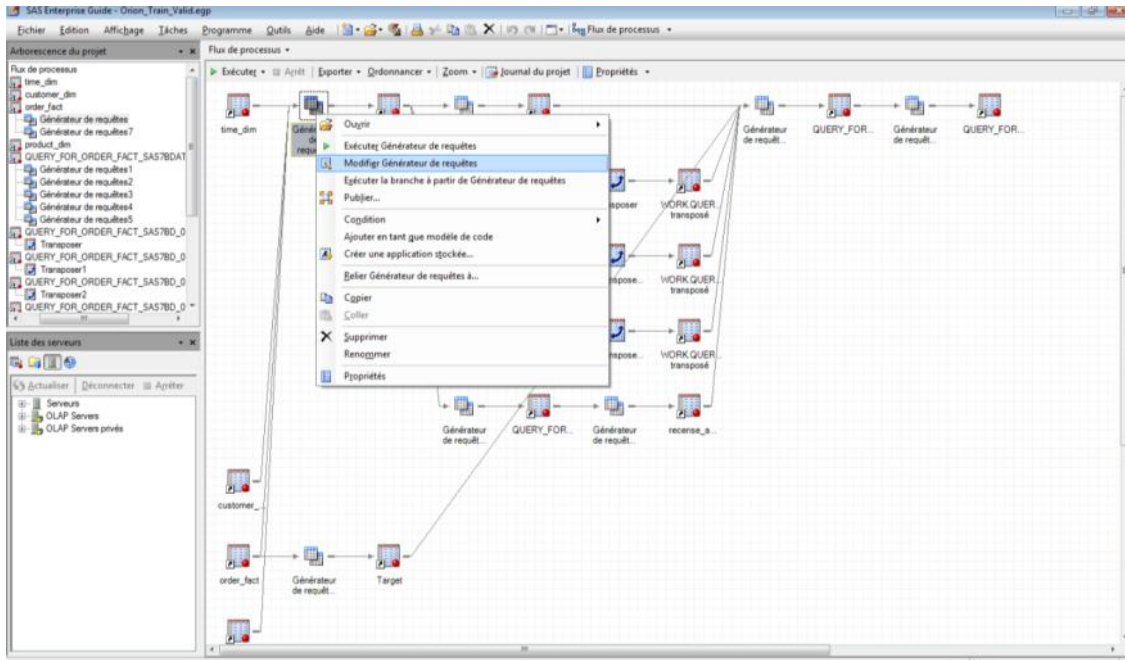 SAS Enterprise Guide - Orion_Train_Valid.egp
Fichier Edition Affichage Tâches Programme Outils Aide Flux de processus
Arborescence du projet
Flux de processus
time_dim
customer_dim
order_fact
Générateur de requêtes
Générateur de requêtes7
product_dim
QUERY_FOR_ORDER_FACT_SAS7BDAT
Générateur de requêtes1
Générateur de requêtes2
Générateur de requêtes3
Générateur de requêtes4
Générateur de requêtes5
QUERY_FOR_ORDER_FACT_SAS7BD_0
Transposer
QUERY_FOR_ORDER_FACT_SAS7BD_0
Transposer1
QUERY_FOR_ORDER_FACT_SAS7BD_0
Transposer2
QUERY_FOR_ORDER_FACT_SAS7BD_0
Liste des serveurs
Actualiser Déconnecter Arrêter
Serveurs
OLAP Servers
OLAP Servers privés
Flux de processus
Exécuter Arrêt Exporter Ordonnancer Zoom Journal du projet Propriétés
time_dim
Ouvrir
Exécuter Générateur de requêtes
Modifier Générateur de requêtes
Exécuter la branche à partir de Générateur de requêtes
Publier...
Condition
Ajouter en tant que modèle de code
Créer une application stockée...
Relier Générateur de requêtes à...
Copier
Coller
Supprimer
Renommer
Propriétés
Générateur
de requêt...
QUERY_FOR...
Générateur
de requêt...
QUERY_FOR...
WORK.QUER...
transposé
WORK.QUER...
transposé
WORK.QUER...
transposé
Générateur
de requêt...
QUERY_FOR...
Générateur
de requêt...
recense_a...
customer_...
order_fact
Générateur
de requêt...
Target